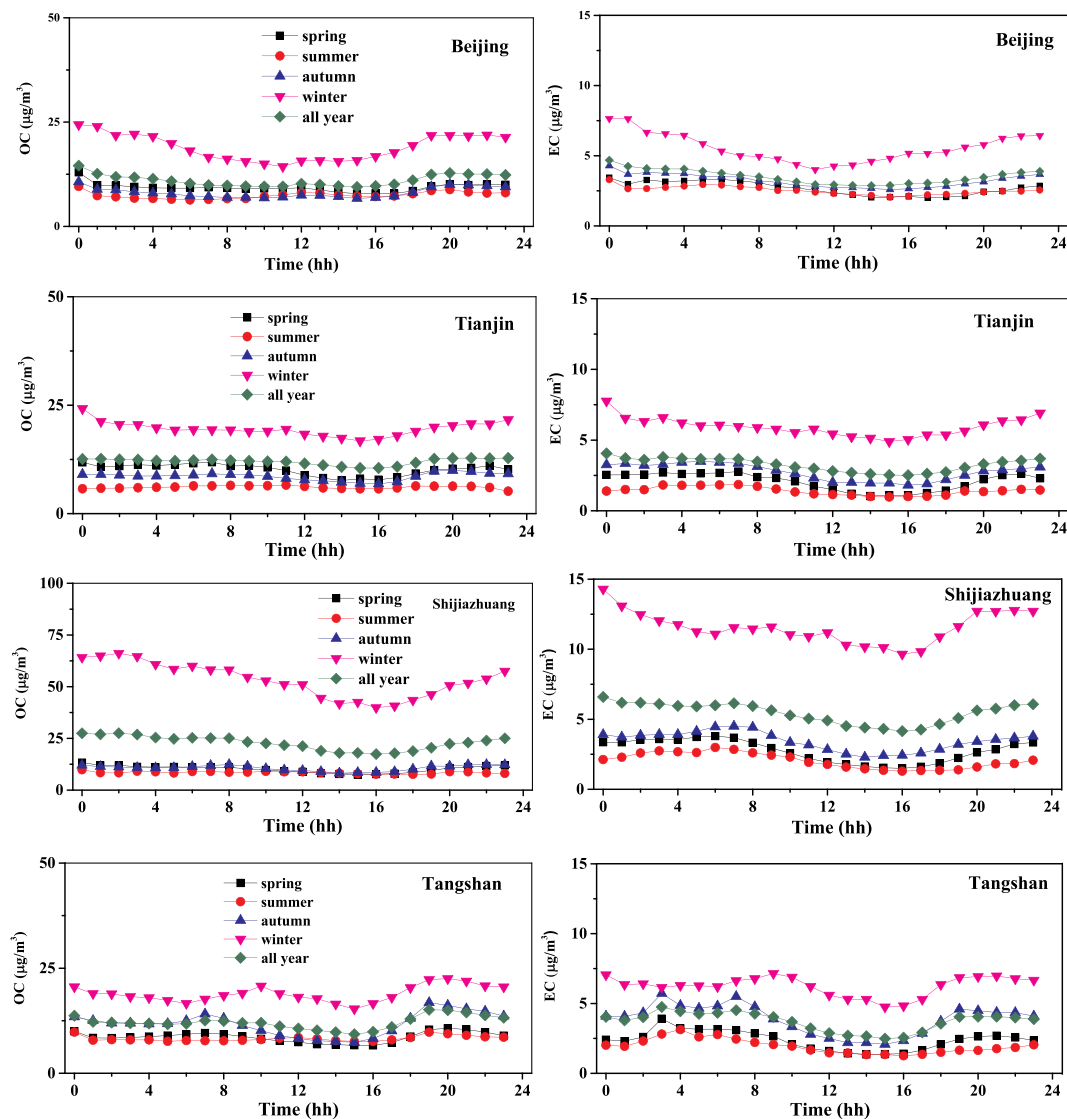 50
25
0
OC (μg/m³)
spring
summer
autumn
winter
all year
Beijing
0 4 8 12 16 20 24
Time (hh)
15
10
5
0
EC (μg/m³)
Beijing
0 4 8 12 16 20 24
Time (hh)
50
25
0
OC (μg/m³)
spring
summer
autumn
winter
all year
Tianjin
0 4 8 12 16 20 24
Time (hh)
15
10
5
0
EC (μg/m³)
Tianjin
0 4 8 12 16 20 24
Time (hh)
100
75
50
25
0
OC (μg/m³)
spring
summer
autumn
winter
all year
Shijiazhuang
0 4 8 12 16 20 24
Time (hh)
15
10
5
0
EC (μg/m³)
Shijiazhuang
0 4 8 12 16 20 24
Time (hh)
50
25
0
OC (μg/m³)
spring
summer
autumn
winter
all year
Tangshan
0 4 8 12 16 20 24
Time (hh)
15
10
5
0
EC (μg/m³)
Tangshan
0 4 8 12 16 20 24
Time (hh)